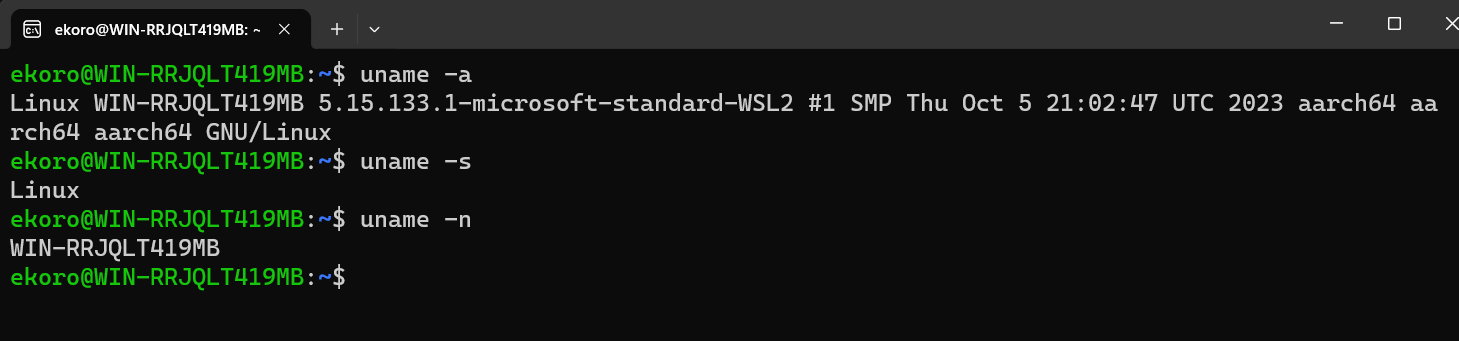 ekoro@WIN-RRJQLT419MB: ~
ekoro@WIN-RRJQLT419MB:~$ uname -a
Linux WIN-RRJQLT419MB 5.15.133.1-microsoft-standard-WSL2 #1 SMP Thu Oct 5 21:02:47 UTC 2023 aarch64 aa
rch64 aarch64 GNU/Linux
ekoro@WIN-RRJQLT419MB:~$ uname -s
Linux
ekoro@WIN-RRJQLT419MB:~$ uname -n
WIN-RRJQLT419MB
ekoro@WIN-RRJQLT419MB:~$